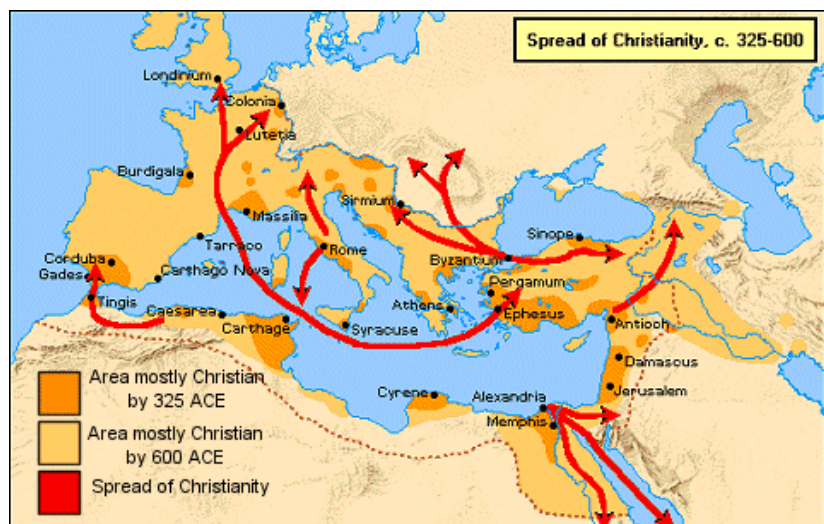 Spread of Christianity, c. 325-600
Londinium
Colonia
Lutetia
Burdigala
Sirmium
Massilia
Sinope
Tarraco
Rome
Byzantium
Corduba
Gades
Carthago Nova
Pergamum
Tingis
Athens
Ephesus
Caesarea
Carthage
Syracuse
Antioch
Damascus
Cyrene
Alexandria
Jerusalem
Memphis
Area mostly Christian
by 325 ACE
Area mostly Christian
by 600 ACE
Spread of Christianity